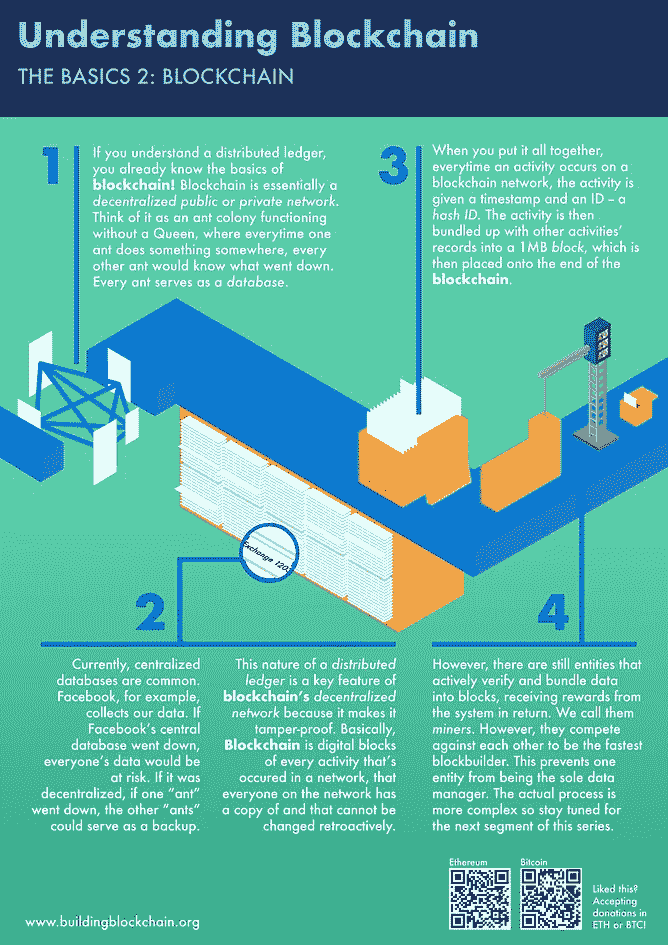 Understanding Blockchain
THE BASICS 2: BLOCKCHAIN
1
If you understand a distributed ledger,
you already know the basics of
blockchain! Blockchain is essentially a
decentralized public or private network.
Think of it as an ant colony functioning
without a Queen, where everytime one
ant does something somewhere, every
other ant would know what went down.
Every ant serves as a database.
3
When you put it all together,
everytime an activity occurs on a
blockchain network, the activity is
given a timestamp and an ID – a
hash ID. The activity is then
bundled up with other activities'
records into a 1MB block, which is
then placed onto the end of the
blockchain.
Exchange 120
2
Currently, centralized
databases are common.
Facebook, for example,
collects our data. If
Facebook's central
database went down,
everyone's data would be
at risk. If it was
decentralized, if one "ant"
went down, the other "ants"
could serve as a backup.
This nature of a distributed
ledger is a key feature of
blockchain's decentralized
network because it makes it
tamper-proof. Basically,
Blockchain is digital blocks
of every activity that's
occured in a network, that
everyone on the network has
a copy of and that cannot be
changed retroactively.
4
However, there are still entities that
actively verify and bundle data
into blocks, receiving rewards from
the system in return. We call them
miners. However, they compete
against each other to be the fastest
blockbuilder. This prevents one
entity from being the sole data
manager. The actual process is
more complex so stay tuned for
the next segment of this series.
Ethereum
Bitcoin
Liked this?
Accepting
donations in
ETH or BTC!
www.buildingblockchain.org